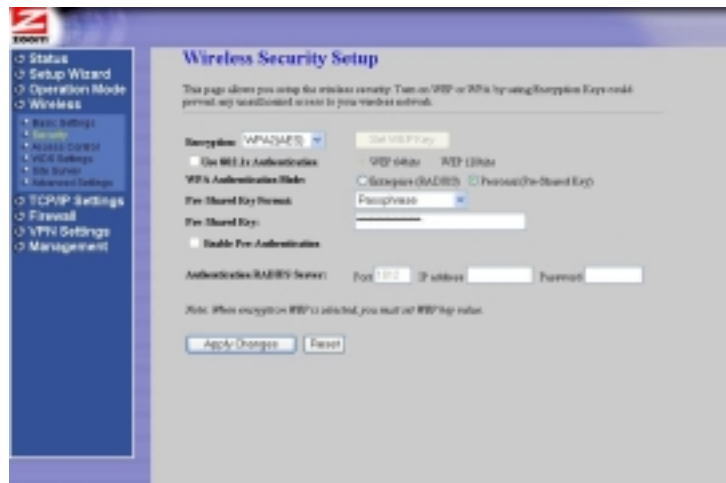 ZOOM
Status
Setup Wizard
Operation Mode
Wireless
Basic Settings
Security
Access Control
WDS Settings
Site Survey
Advanced Settings
TCP/IP Settings
Firewall
VPN Settings
Management
Wireless Security Setup
This page allows you setup the wireless security. Turn on WEP or WPA by using Encryption Keys could
prevent any unauthorized access to your wireless network.
Encryption: WPA2(AES) Set WEP Key
Use 802.1x Authentication WEP 64bits WEP 128bits
WPA Authentication Mode: Enterprise (RADIUS) Personal (Pre-Shared Key)
Pre-Shared Key Format: Passphrase
Pre-Shared Key:
Enable Pre-Authentication
Authentication RADIUS Server: Port 1812 IP address Password
Note: When encryption WEP is selected, you must set WEP key value.
Apply Changes Reset